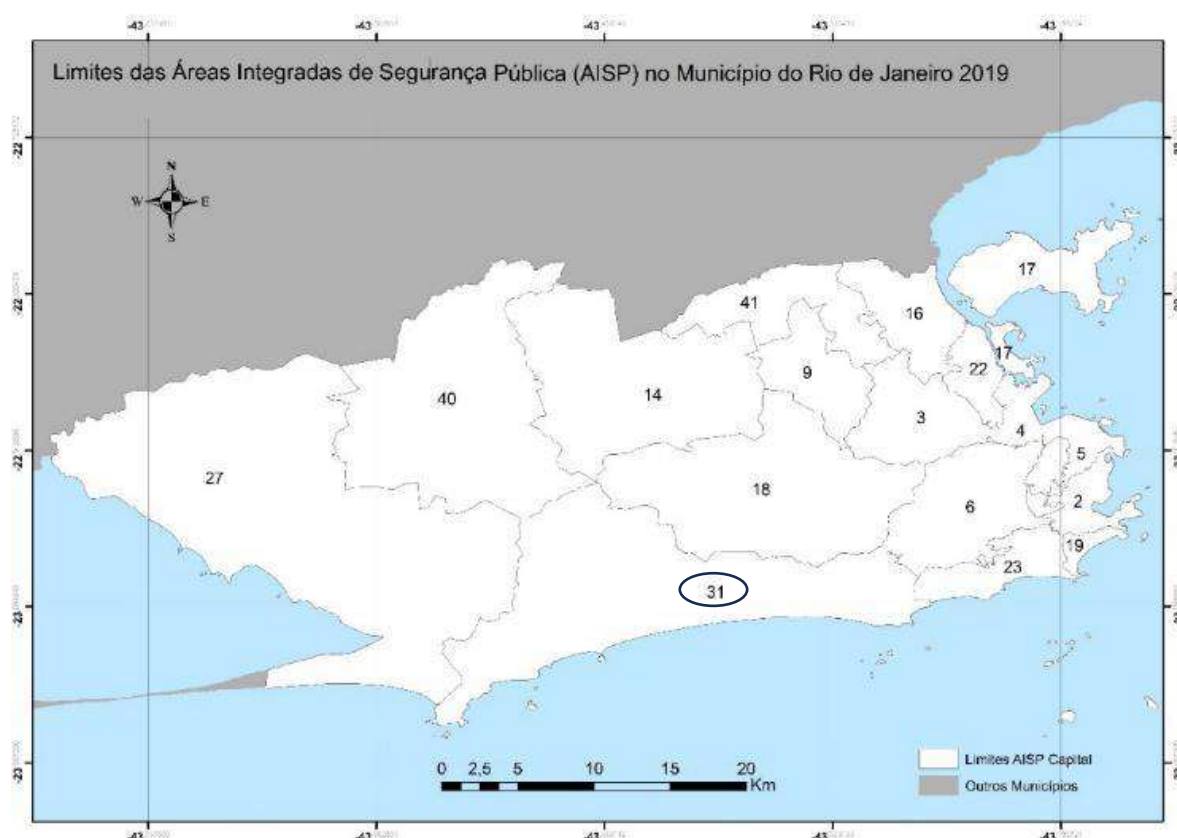 Limites das Áreas Integradas de Segurança Pública (AISP) no Município do Rio de Janeiro 2019
N
W E
S
17
41
16
17
22
9
40
14
3
4
5
27
18
6
2
19
23
31
0 2,5 5 10 15 20
Km
Limites AISP Capital
Outros Municípios